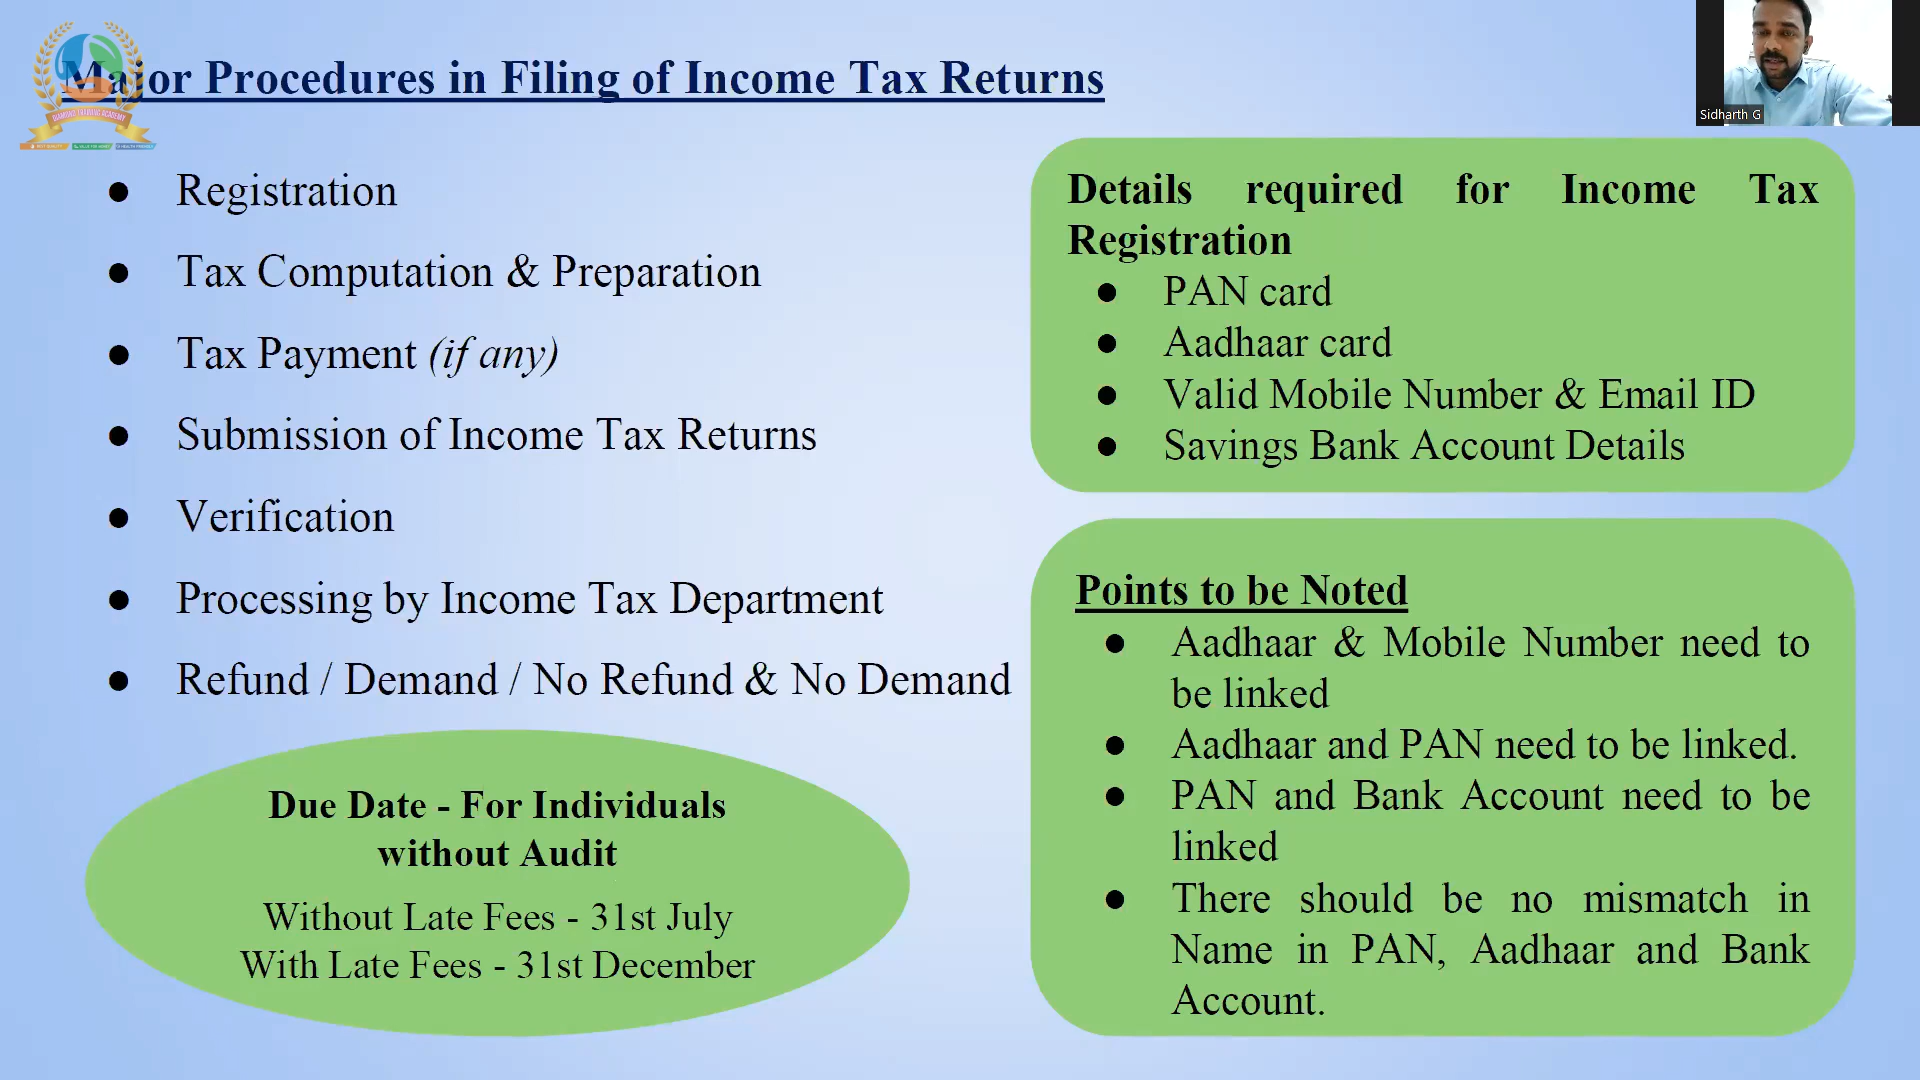 Major Procedures in Filing of Income Tax Returns
DIAMOND TRADING ACADEMY
Sidharth G
● Registration
● Tax Computation & Preparation
● Tax Payment (if any)
● Submission of Income Tax Returns
● Verification
● Processing by Income Tax Department
● Refund / Demand / No Refund & No Demand
Due Date - For Individuals
without Audit
Without Late Fees - 31st July
With Late Fees - 31st December
Details required for Income Tax
Registration
● PAN card
● Aadhaar card
● Valid Mobile Number & Email ID
● Savings Bank Account Details
Points to be Noted
● Aadhaar & Mobile Number need to
be linked
● Aadhaar and PAN need to be linked.
● PAN and Bank Account need to be
linked
● There should be no mismatch in
Name in PAN, Aadhaar and Bank
Account.